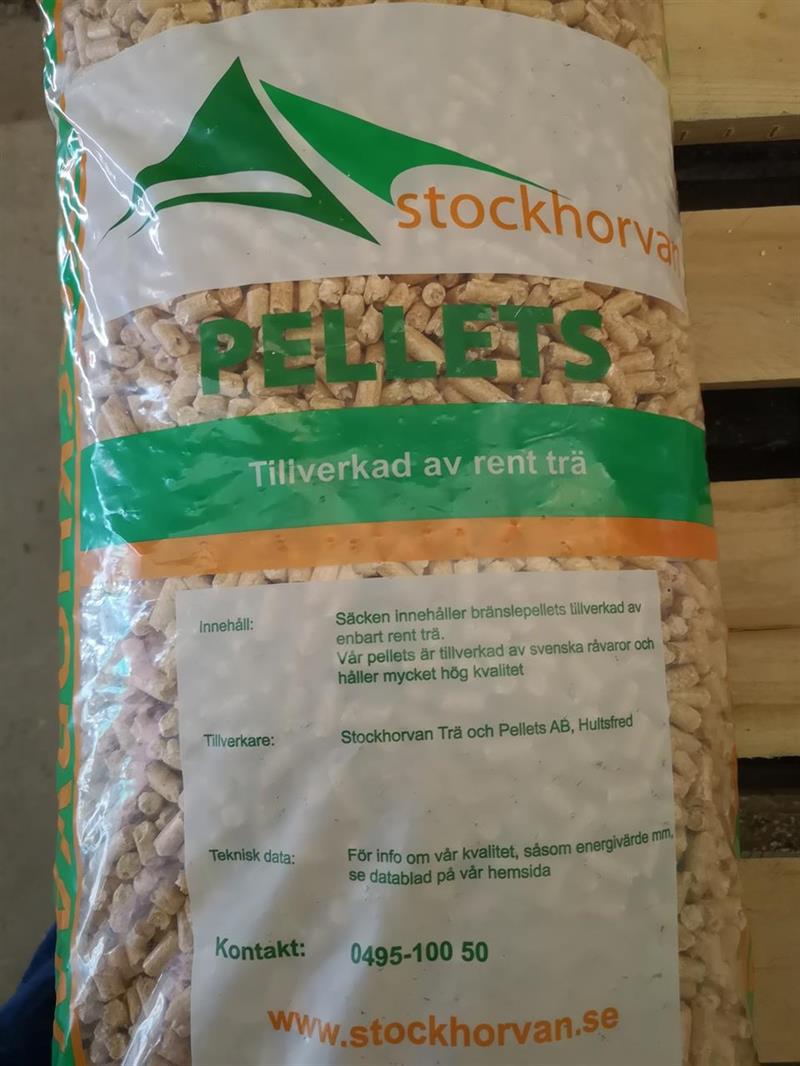 stockhorvan
PELLETS
Tillverkad av rent trä
Innehåll:
Säcken innehåller bränslepellets tillverkad av
enbart rent trä.
Vår pellets är tillverkad av svenska råvaror och
håller mycket hög kvalitet
Tillverkare:
Stockhorvan Trä och Pellets AB, Hultsfred
Teknisk data:
För info om vår kvalitet, såsom energivärde mm,
se datablad på vår hemsida
Kontakt:
0495-100 50
www.stockhorvan.se